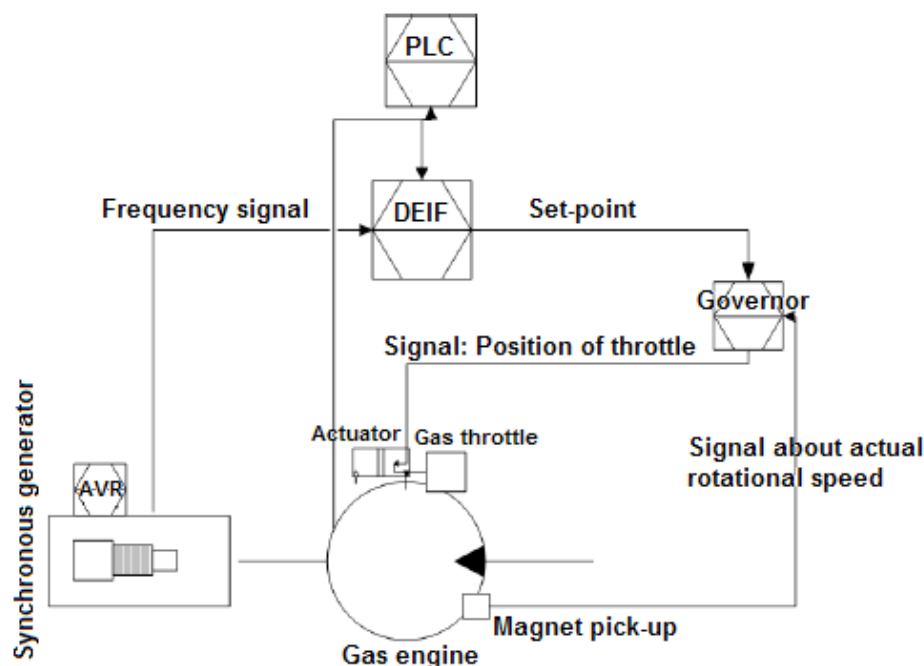 PLC
Frequency signal
DEIF
Set-point
Governor
Signal: Position of throttle
Actuator
Gas throttle
Signal about actual
rotational speed
AVR
Synchronous generator
Magnet pick-up
Gas engine